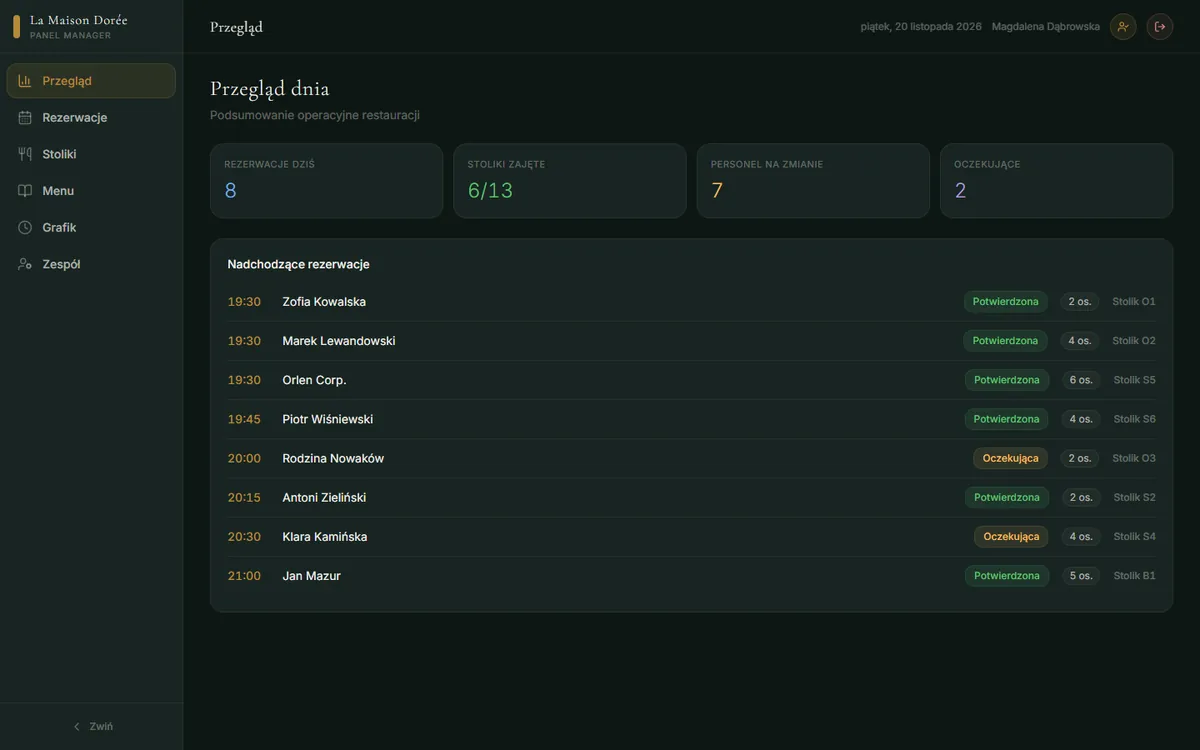 La Maison Dorée
PANEL MANAGER
Przegląd
Rezerwacje
Stoliki
Menu
Grafik
Zespół
Zwiń
Przegląd
piątek, 20 listopada 2026 Magdalena Dąbrowska
Przegląd dnia
Podsumowanie operacyjne restauracji
REZERWACJE DZIŚ
8
STOLIKI ZAJĘTE
6/13
PERSONEL NA ZMIANIE
7
OCZEKUJĄCE
2
Nadchodzące rezerwacje
19:30 Zofia Kowalska Potwierdzona 2 os. Stolik O1
19:30 Marek Lewandowski Potwierdzona 4 os. Stolik O2
19:30 Orlen Corp. Potwierdzona 6 os. Stolik S5
19:45 Piotr Wiśniewski Potwierdzona 4 os. Stolik S6
20:00 Rodzina Nowaków Oczekująca 2 os. Stolik O3
20:15 Antoni Zieliński Potwierdzona 2 os. Stolik S2
20:30 Klara Kamińska Oczekująca 4 os. Stolik S4
21:00 Jan Mazur Potwierdzona 5 os. Stolik B1